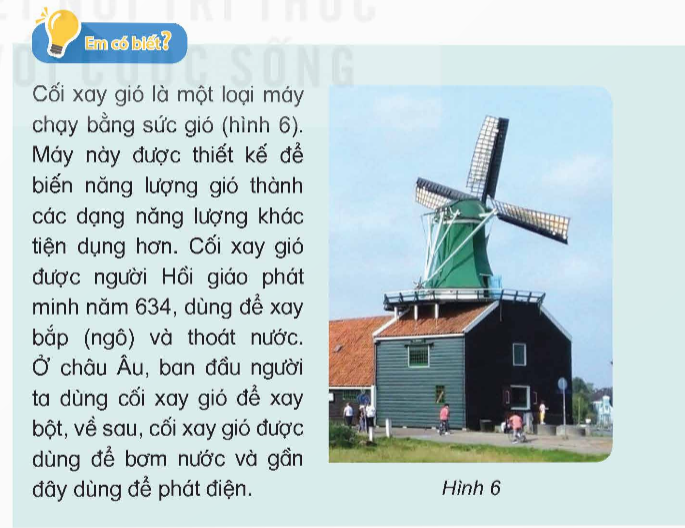 ẾT NỐI TRI THỨC
VỚI CUỘC SỐNG
Em có biết?
Cối xay gió là một loại máy
chạy bằng sức gió (hình 6).
Máy này được thiết kế để
biến năng lượng gió thành
các dạng năng lượng khác
tiện dụng hơn. Cối xay gió
được người Hồi giáo phát
minh năm 634, dùng để xay
bắp (ngô) và thoát nước.
Ở châu Âu, ban đầu người
ta dùng cối xay gió để xay
bột, về sau, cối xay gió được
dùng để bơm nước và gần
đây dùng để phát điện.
Hình 6